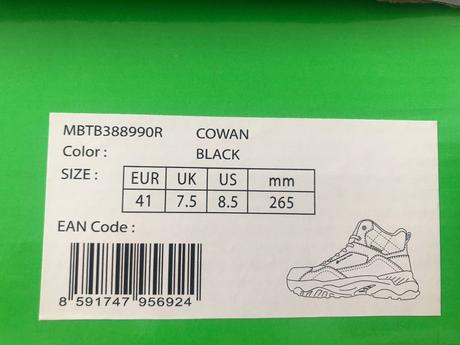 MBTB388990R COWAN
Color : BLACK
SIZE : EUR UK US mm
41 7.5 8.5 265
EAN Code :
8 591747 956924